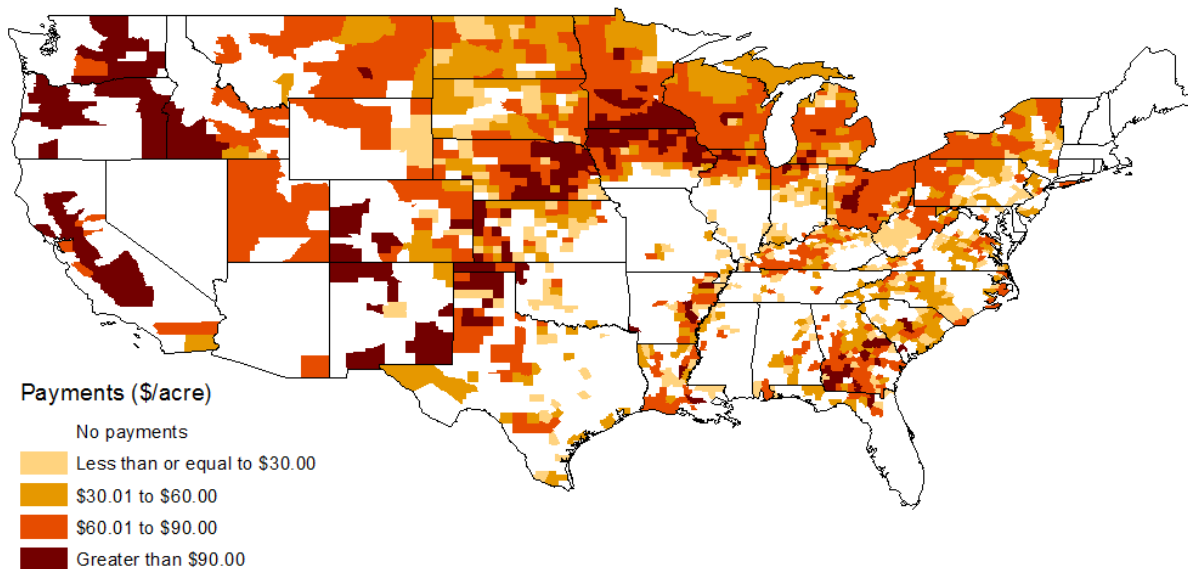 Payments ($/acre)
No payments
Less than or equal to $30.00
$30.01 to $60.00
$60.01 to $90.00
Greater than $90.00